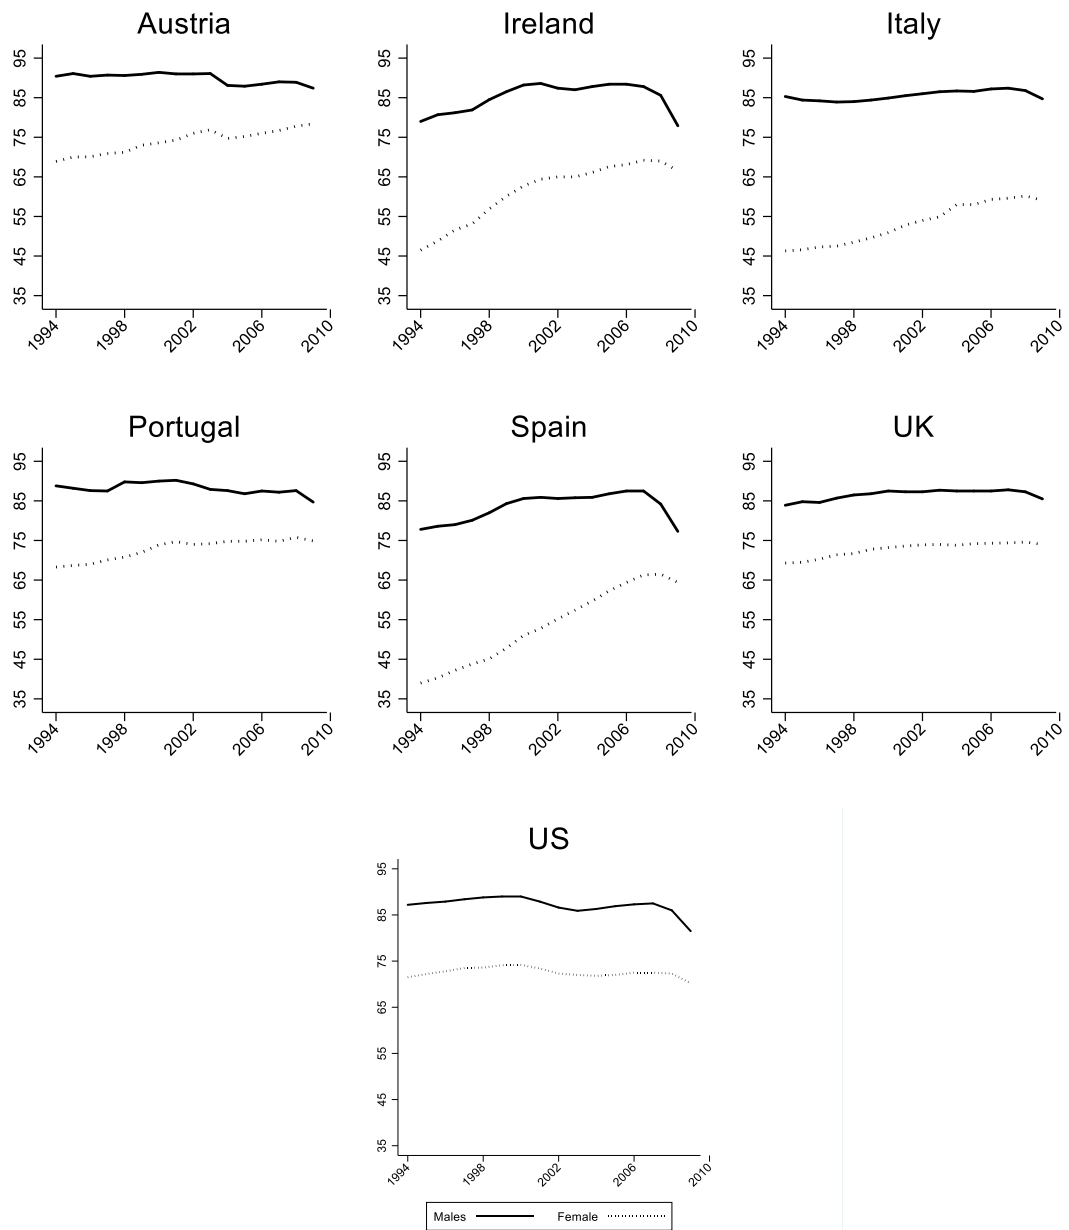 Austria Ireland Italy
95 95 95
85 85 85
75 75 75
65 65 65
55 55 55
45 45 45
35 35 35
1994 1998 2002 2006 2010 1994 1998 2002 2006 2010 1994 1998 2002 2006 2010
Portugal Spain UK
95 95 95
85 85 85
75 75 75
65 65 65
55 55 55
45 45 45
35 35 35
1994 1998 2002 2006 2010 1994 1998 2002 2006 2010 1994 1998 2002 2006 2010
US
95
85
75
65
55
45
35
1994 1998 2002 2006 2010
Males Female